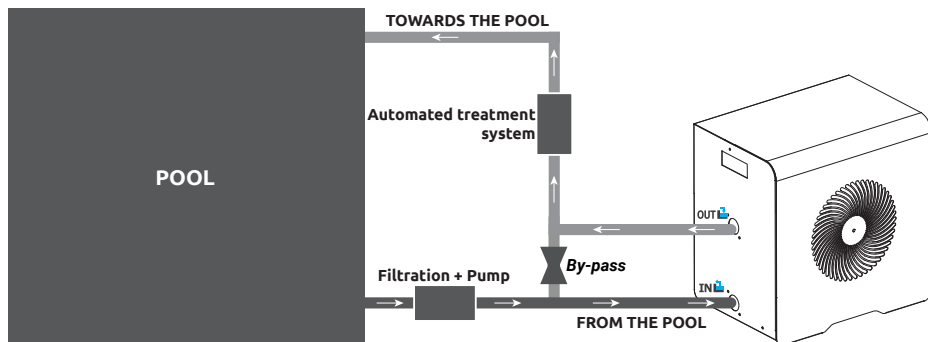 TOWARDS THE POOL
Automated treatment
system
POOL
OUT
By-pass
Filtration + Pump
IN
FROM THE POOL